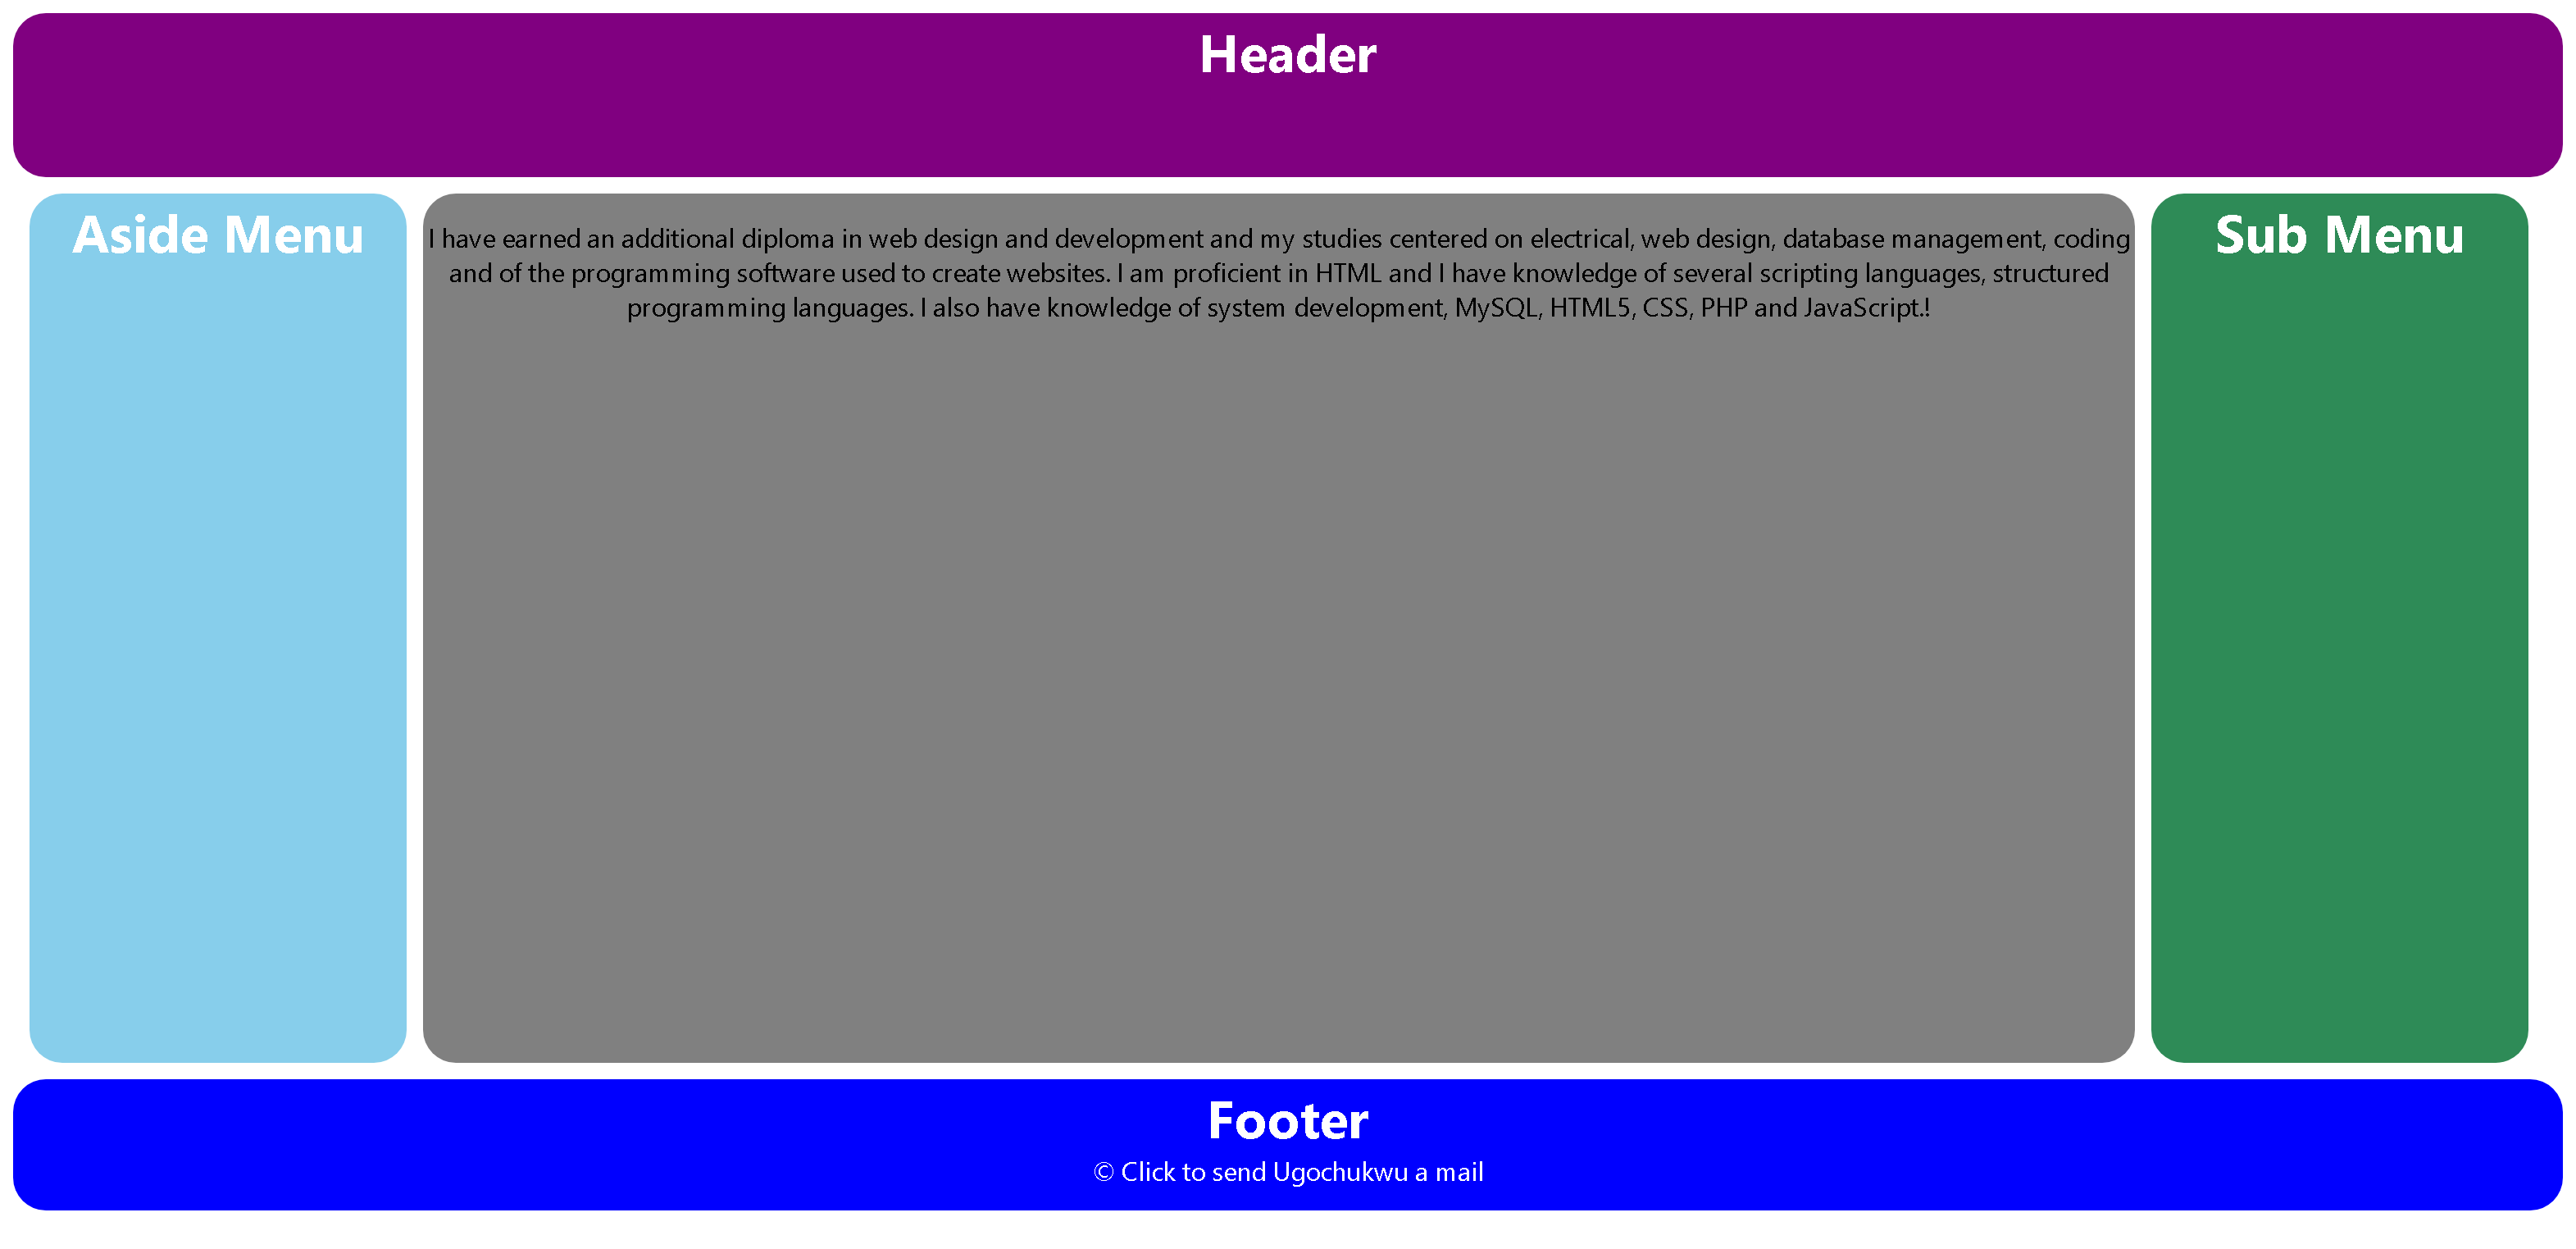 Header
Aside Menu
I have earned an additional diploma in web design and development and my studies centered on electrical, web design, database management, coding
and of the programming software used to create websites. I am proficient in HTML and I have knowledge of several scripting languages, structured
programming languages. I also have knowledge of system development, MySQL, HTML5, CSS, PHP and JavaScript.!
Sub Menu
Footer
© Click to send Ugochukwu a mail